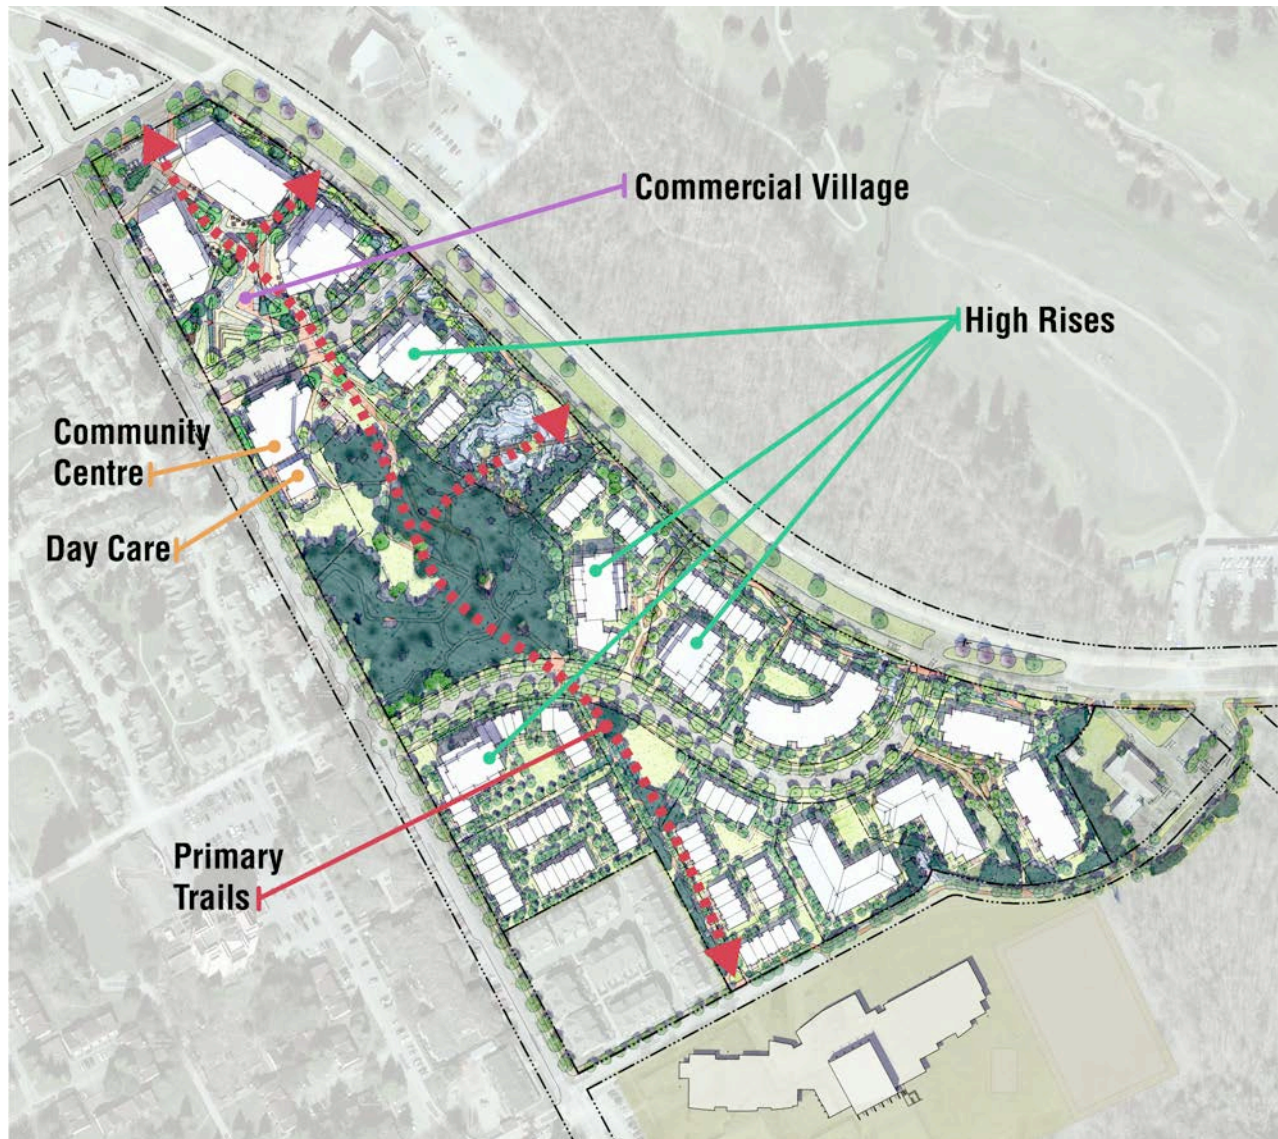 Commercial Village
High Rises
Community
Centre
Day Care
Primary
Trails